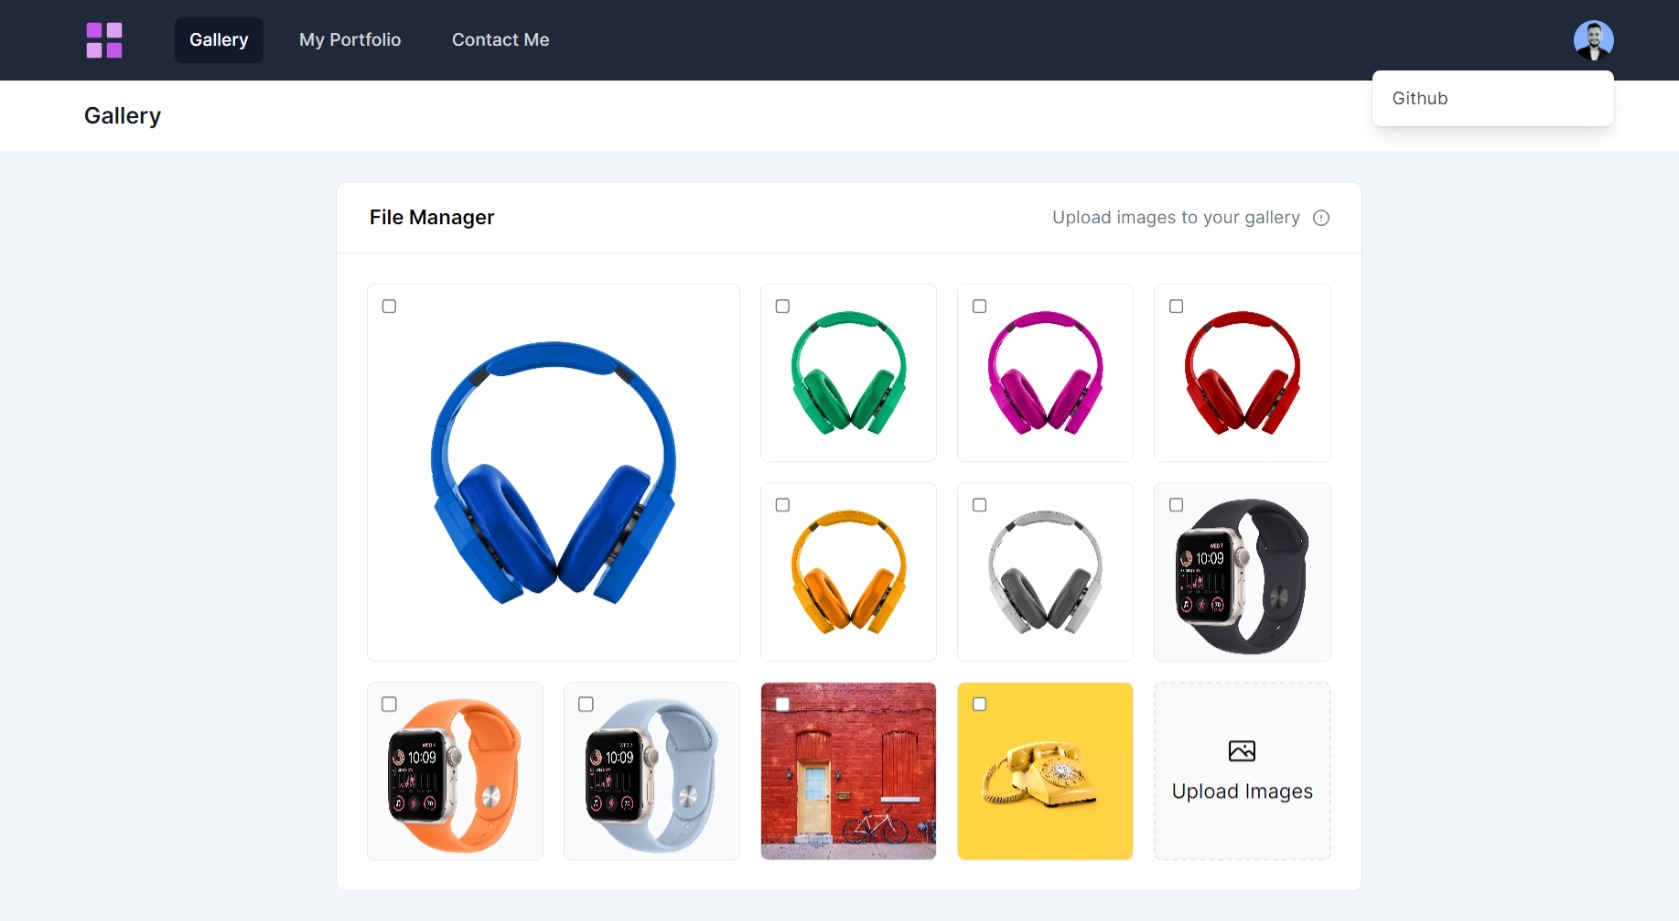 Gallery
My Portfolio
Contact Me
Github
Gallery
File Manager
Upload images to your gallery
10:09
10:09
10:09
Upload Images